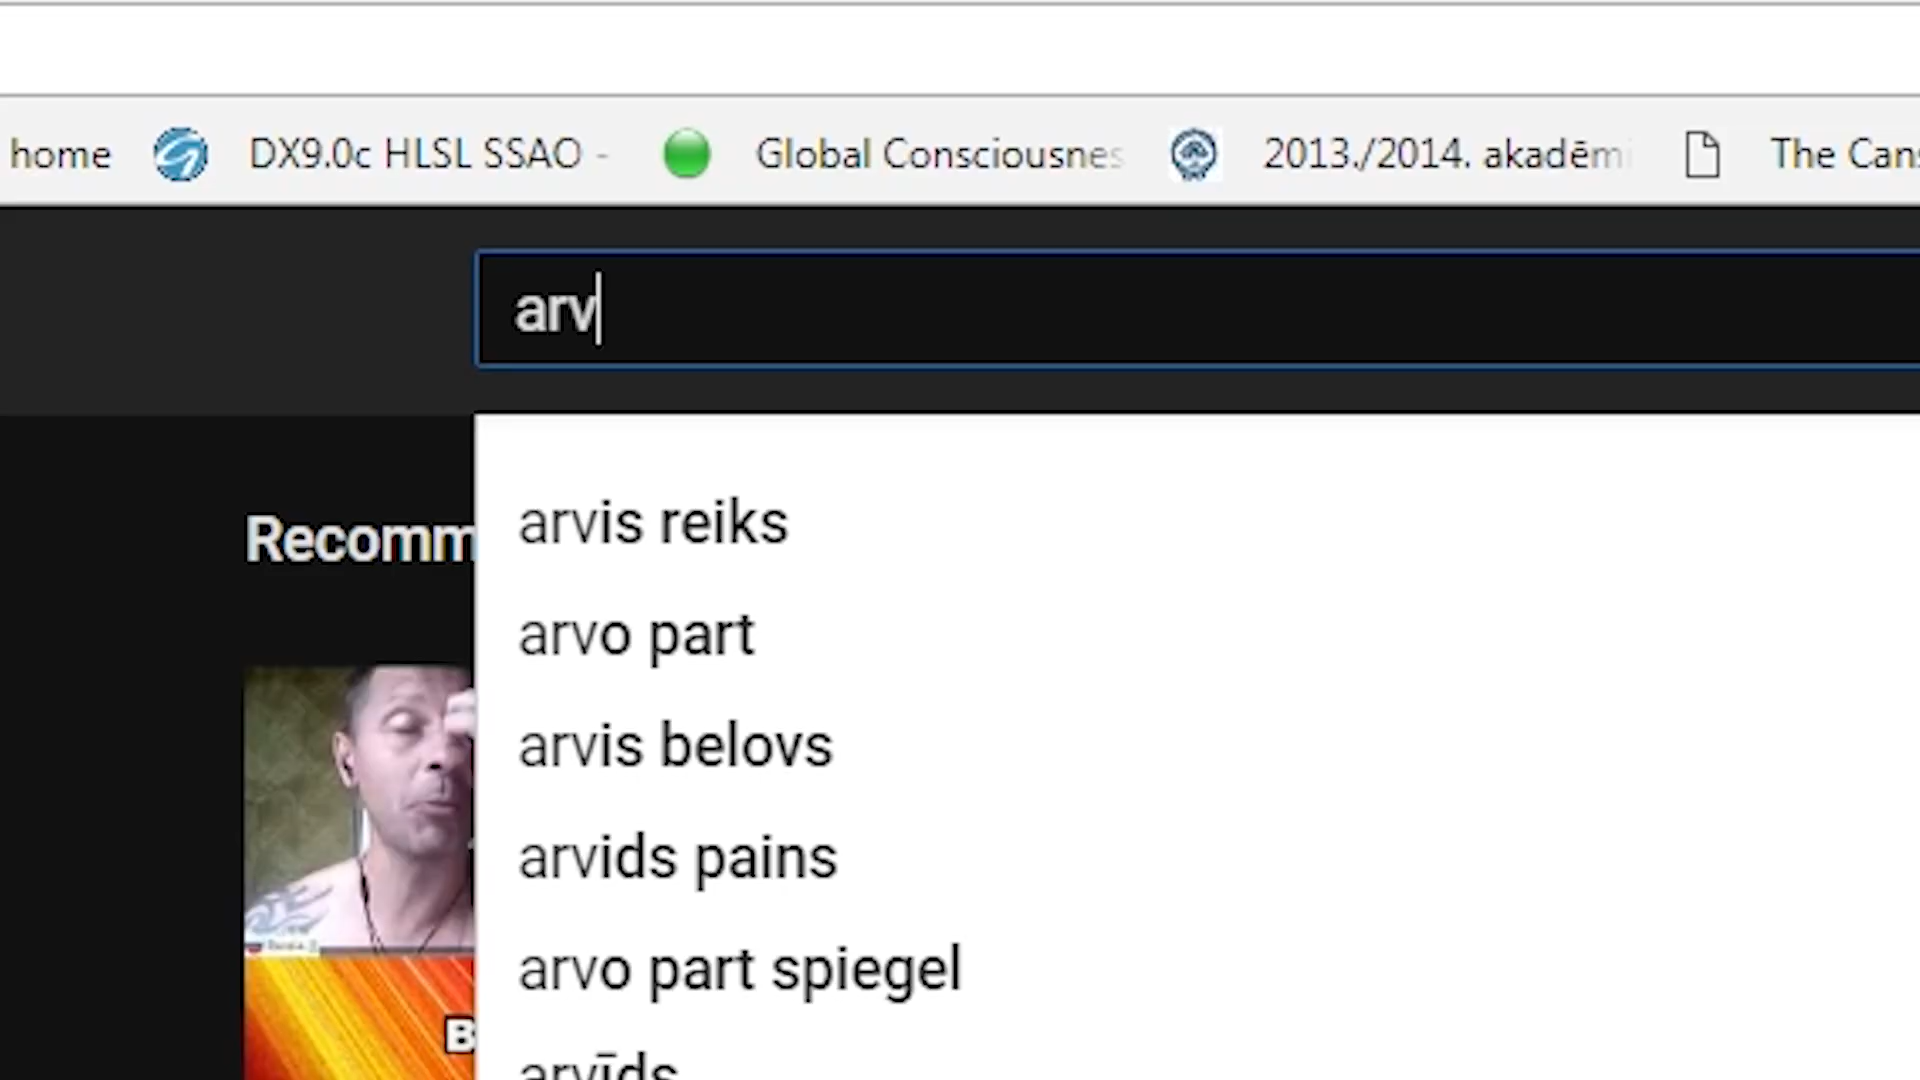 home DX9.0c HLSL SSAO - Global Consciousnes 2013./2014. akadēmi The Cans
arv
Recomm
arvis reiks
arvo part
arvis belovs
arvids pains
arvo part spiegel
arvīds
B